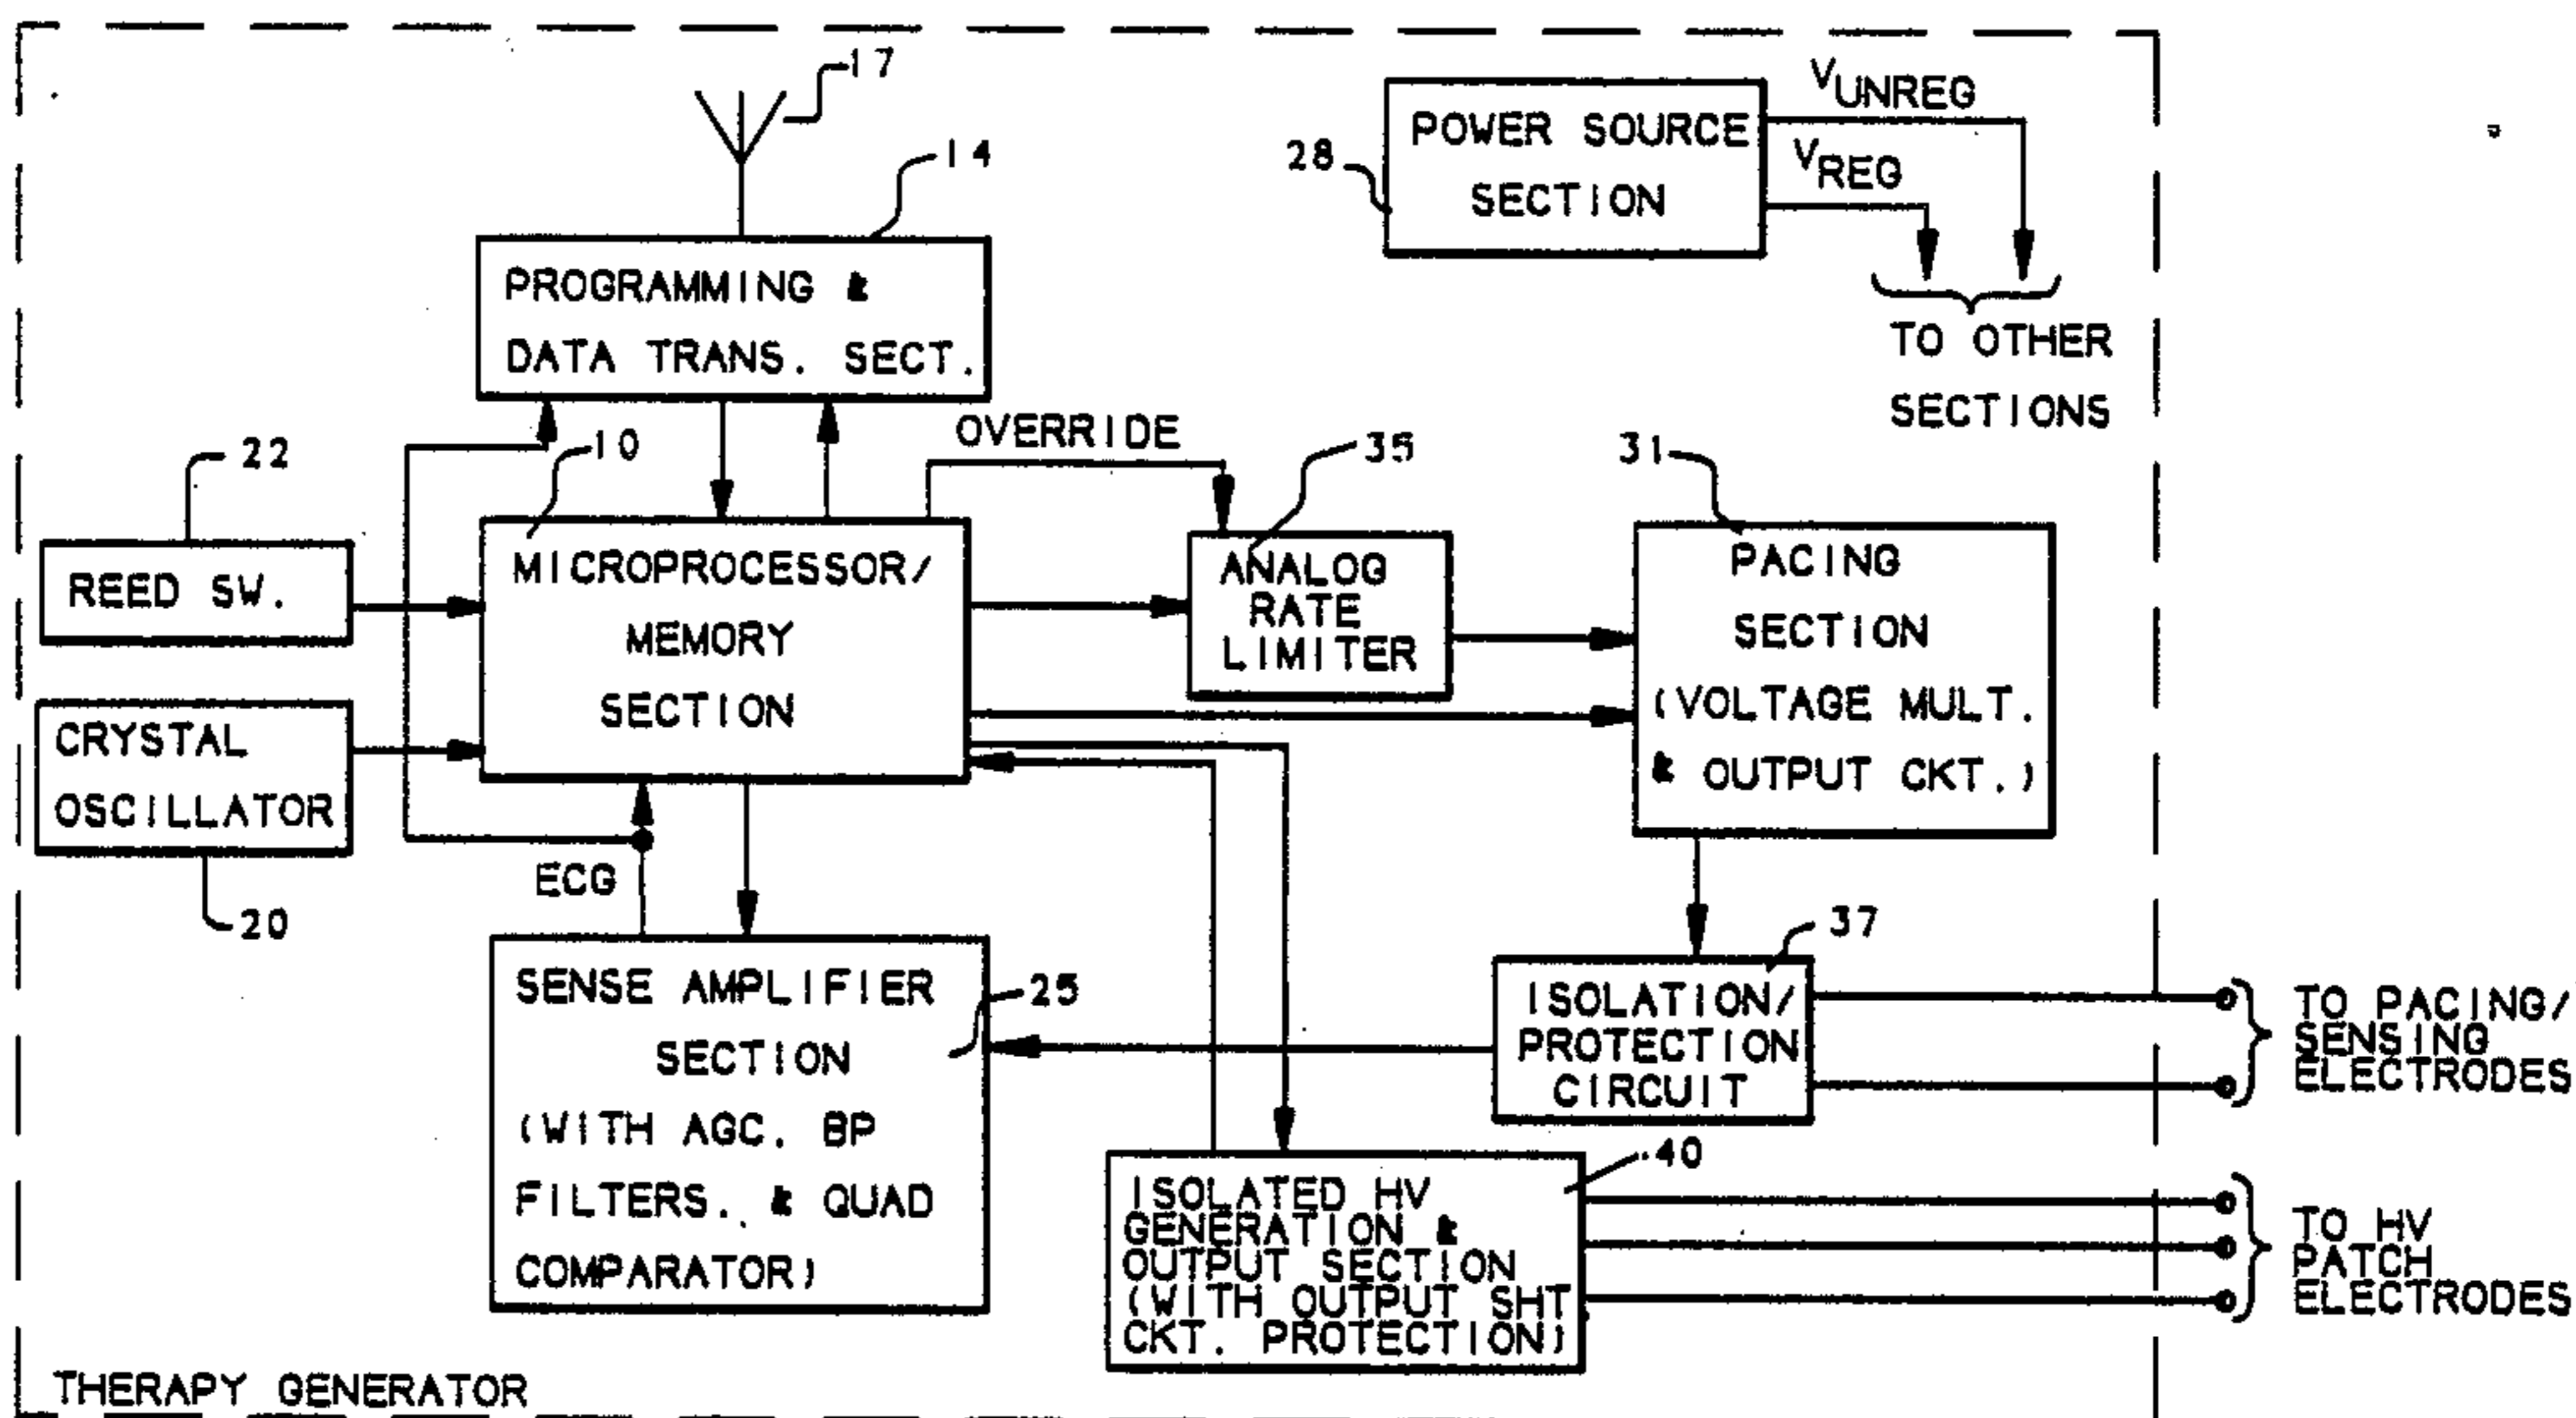 17
14
PROGRAMMING &
DATA TRANS. SECT.
28
POWER SOURCE
SECTION
VUNREG
VREG
TO OTHER
SECTIONS
22
REED SW.
10
MICROPROCESSOR/
MEMORY
SECTION
OVERRIDE
35
ANALOG
RATE
LIMITER
31
PACING
SECTION
(VOLTAGE MULT.
& OUTPUT CKT.)
CRYSTAL
OSCILLATOR
20
ECG
SENSE AMPLIFIER
SECTION
(WITH AGC. BP
FILTERS. & QUAD
COMPARATOR)
25
37
ISOLATION/
PROTECTION
CIRCUIT
TO PACING/
SENSING
ELECTRODES
40
ISOLATED HV
GENERATION &
OUTPUT SECTION
(WITH OUTPUT SHT
CKT. PROTECTION)
TO HV
PATCH
ELECTRODES
THERAPY GENERATOR